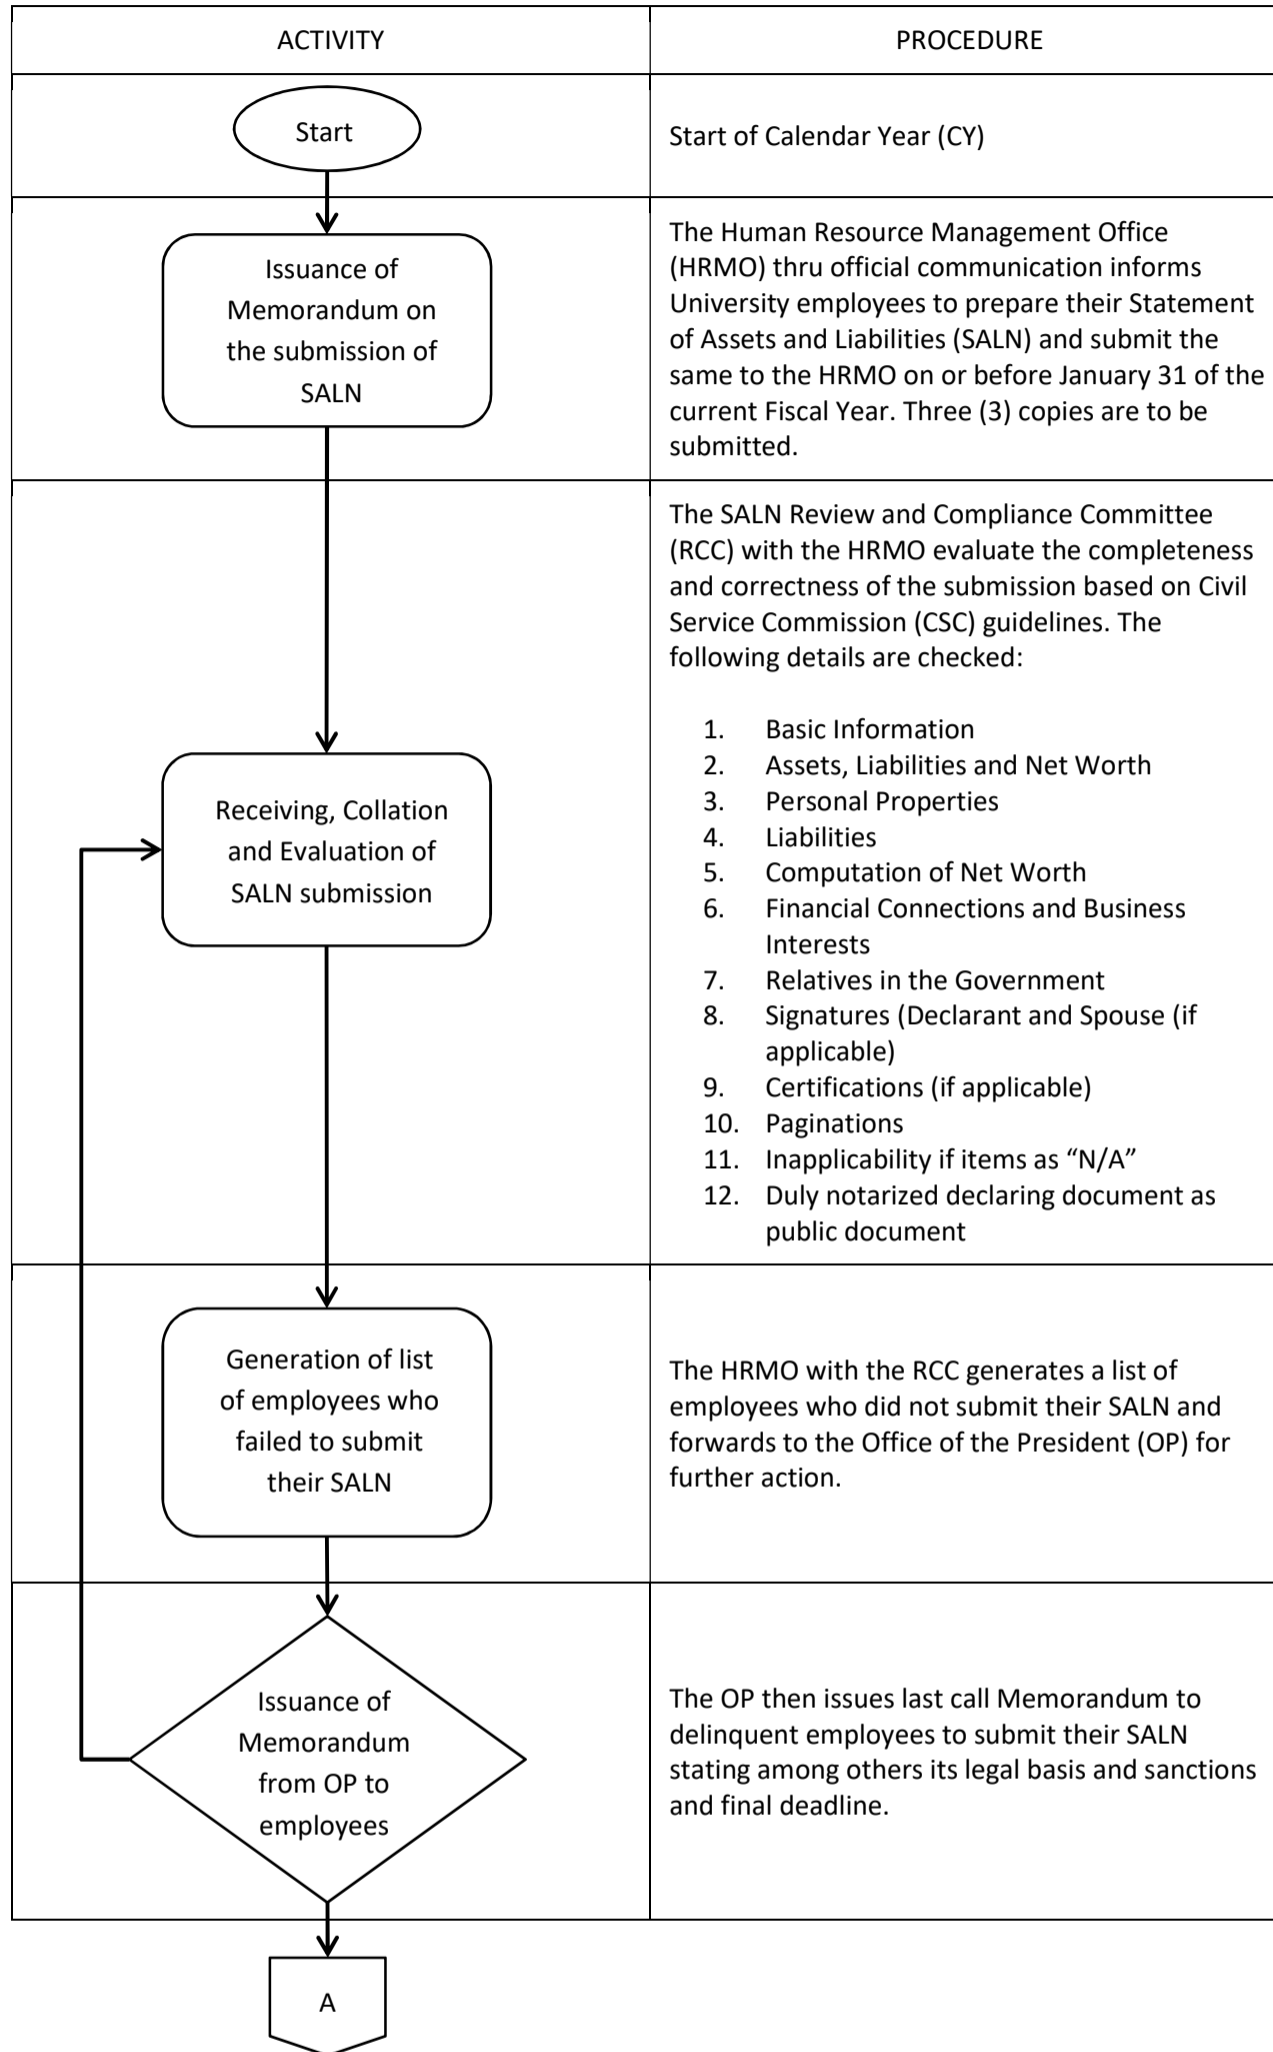 ACTIVITY
PROCEDURE
Start
Start of Calendar Year (CY)
Issuance of
Memorandum on
the submission of
SALN
The Human Resource Management Office
(HRMO) thru official communication informs
University employees to prepare their Statement
of Assets and Liabilities (SALN) and submit the
same to the HRMO on or before January 31 of the
current Fiscal Year. Three (3) copies are to be
submitted.
Receiving, Collation
and Evaluation of
SALN submission
The SALN Review and Compliance Committee
(RCC) with the HRMO evaluate the completeness
and correctness of the submission based on Civil
Service Commission (CSC) guidelines. The
following details are checked:
1. Basic Information
2. Assets, Liabilities and Net Worth
3. Personal Properties
4. Liabilities
5. Computation of Net Worth
6. Financial Connections and Business
Interests
7. Relatives in the Government
8. Signatures (Declarant and Spouse (if
applicable)
9. Certifications (if applicable)
10. Paginations
11. Inapplicability if items as “N/A”
12. Duly notarized declaring document as
public document
Generation of list
of employees who
failed to submit
their SALN
The HRMO with the RCC generates a list of
employees who did not submit their SALN and
forwards to the Office of the President (OP) for
further action.
Issuance of
Memorandum
from OP to
employees
The OP then issues last call Memorandum to
delinquent employees to submit their SALN
stating among others its legal basis and sanctions
and final deadline.
A